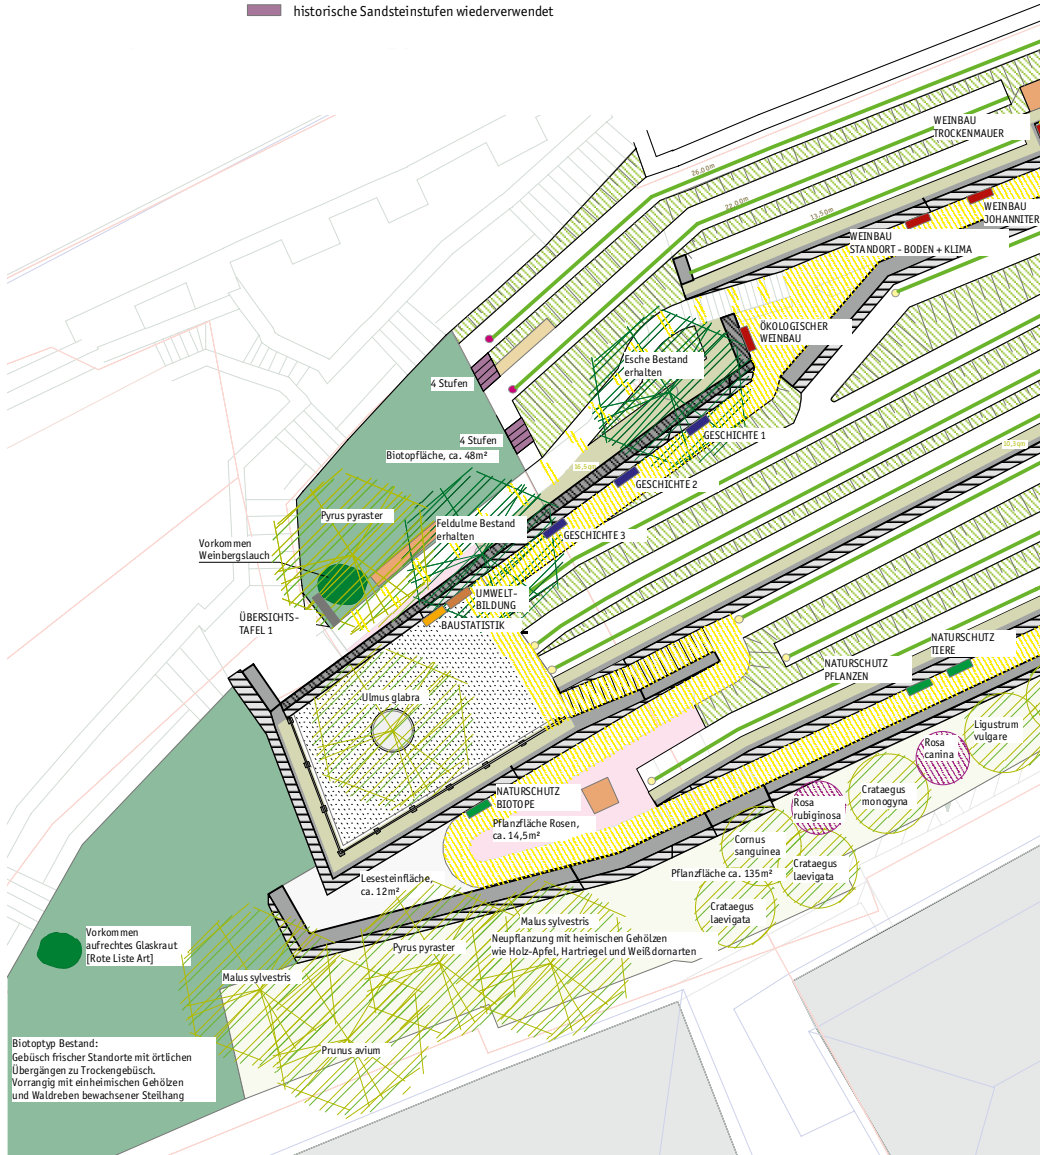 historische Sandsteinstufen wiederverwendet
WEINBAU
TROCKENMAUER
26,00m
22,00m
13,50m
WEINBAU
JOHANNITER
WEINBAU
STANDORT - BODEN + KLIMA
ÖKOLOGISCHER
WEINBAU
Esche Bestand
erhalten
4 Stufen
4 Stufen
Biotopfläche, ca. 48m²
GESCHICHTE 1
GESCHICHTE 2
GESCHICHTE 3
Pyrus pyraster
Feldulme Bestand
erhalten
Vorkommen
Weinbergslauch
UMWELT-
BILDUNG
BAUSTATISTIK
ÜBERSICHTS-
TAFEL 1
NATURSCHUTZ
TIERE
NATURSCHUTZ
PFLANZEN
Ulmus glabra
Ligustrum
vulgare
Rosa
canina
NATURSCHUTZ
BIOTOPE
Crataegus
monogyna
Rosa
rubiginosa
Pflanzfläche Rosen,
ca. 14,5m²
Cornus
sanguinea
Crataegus
laevigata
Pflanzfläche ca. 135m²
Lesesteinfläche,
ca. 12m²
Crataegus
laevigata
Malus sylvestris
Neupflanzung mit heimischen Gehölzen
wie Holz-Apfel, Hartriegel und Weißdornarten
Pyrus pyraster
Vorkommen
aufrechtes Glaskraut
[Rote Liste Art]
Malus sylvestris
Prunus avium
Biotoptyp Bestand:
Gebüsch frischer Standorte mit örtlichen
Übergängen zu Trockengebüsch.
Vorrangig mit einheimischen Gehölzen
und Waldreben bewachsener Steilhang